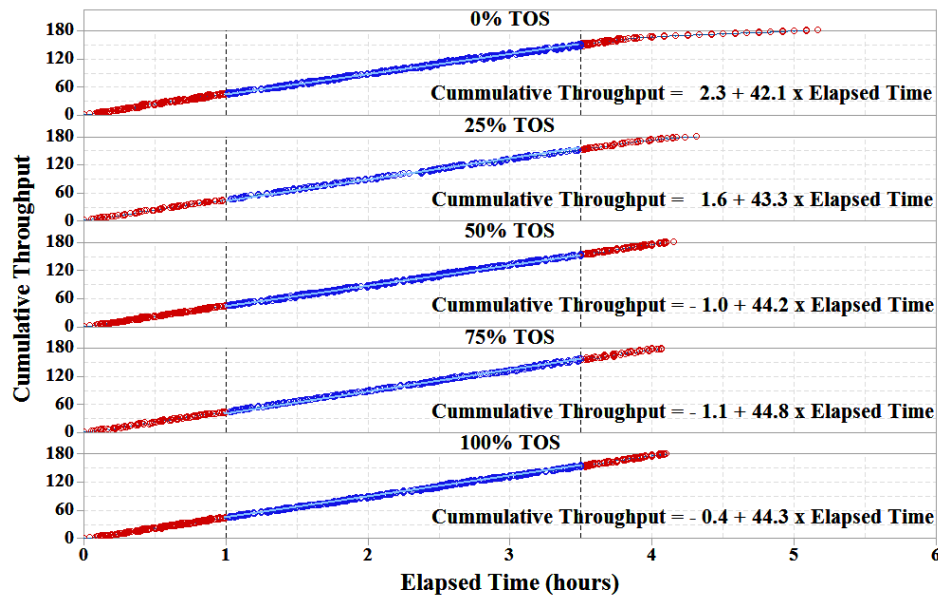 0% TOS
180
120
60
0
Cummulative Throughput = 2.3 + 42.1 x Elapsed Time
25% TOS
180
120
60
0
Cummulative Throughput = 1.6 + 43.3 x Elapsed Time
50% TOS
180
120
60
0
Cummulative Throughput = - 1.0 + 44.2 x Elapsed Time
75% TOS
180
120
60
0
Cummulative Throughput = - 1.1 + 44.8 x Elapsed Time
100% TOS
180
120
60
0
Cummulative Throughput = - 0.4 + 44.3 x Elapsed Time
Cumulative Throughput
0 1 2 3 4 5 6
Elapsed Time (hours)